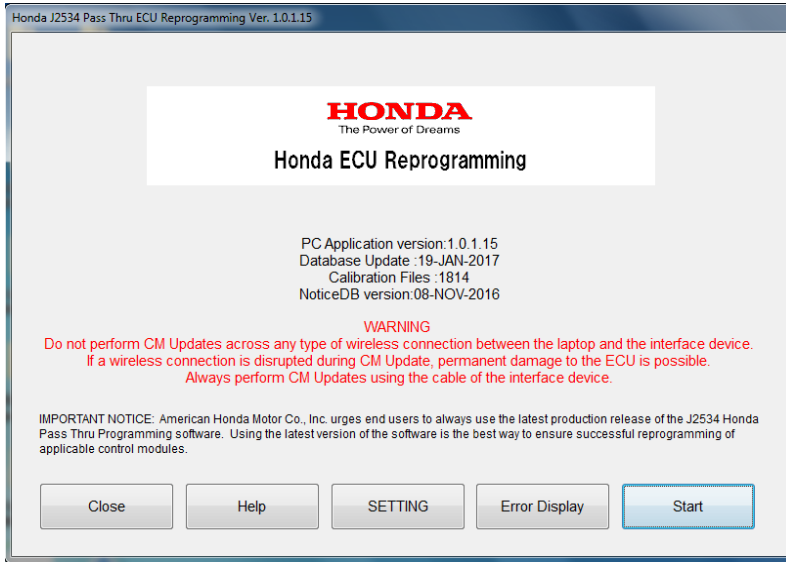 Honda J2534 Pass Thru ECU Reprogramming Ver. 1.0.1.15
HONDA
The Power of Dreams
Honda ECU Reprogramming
PC Application version:1.0.1.15
Database Update :19-JAN-2017
Calibration Files :1814
NoticeDB version:08-NOV-2016
WARNING
Do not perform CM Updates across any type of wireless connection between the laptop and the interface device.
If a wireless connection is disrupted during CM Update, permanent damage to the ECU is possible.
Always perform CM Updates using the cable of the interface device.
IMPORTANT NOTICE: American Honda Motor Co., Inc. urges end users to always use the latest production release of the J2534 Honda
Pass Thru Programming software. Using the latest version of the software is the best way to ensure successful reprogramming of
applicable control modules.
Close Help SETTING Error Display Start